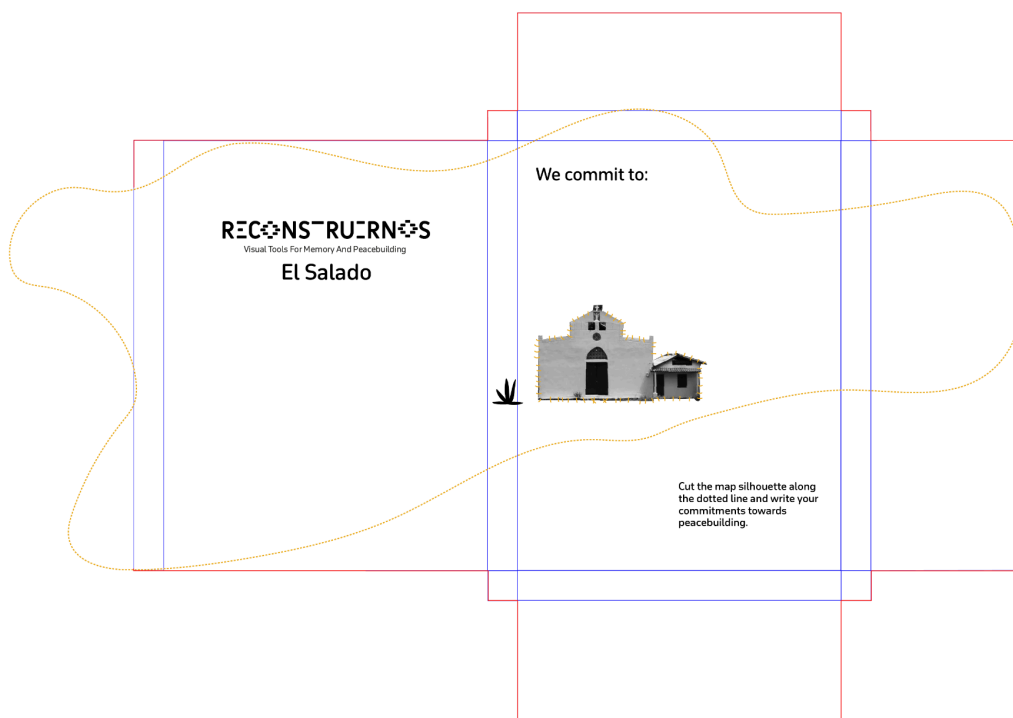 RECONSTRUERNOS
Visual Tools For Memory And Peacebuilding
El Salado
We commit to:
Cut the map silhouette along
the dotted line and write your
commitments towards
peacebuilding.